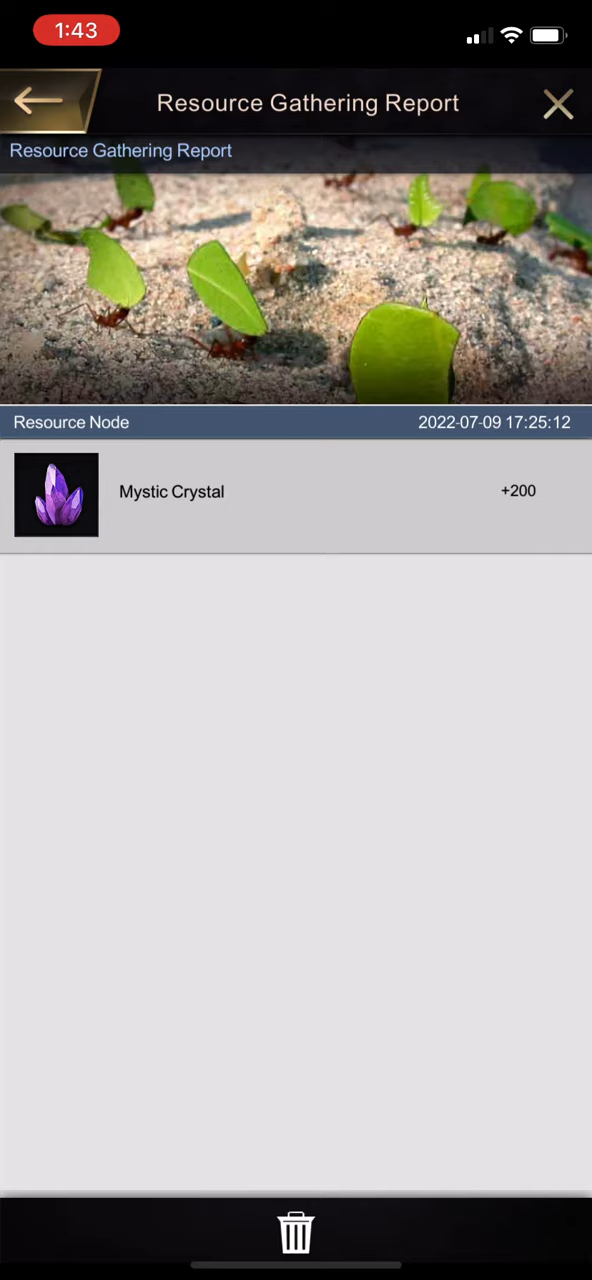 1:43
Resource Gathering Report
Resource Gathering Report
Resource Node 2022-07-09 17:25:12
Mystic Crystal +200